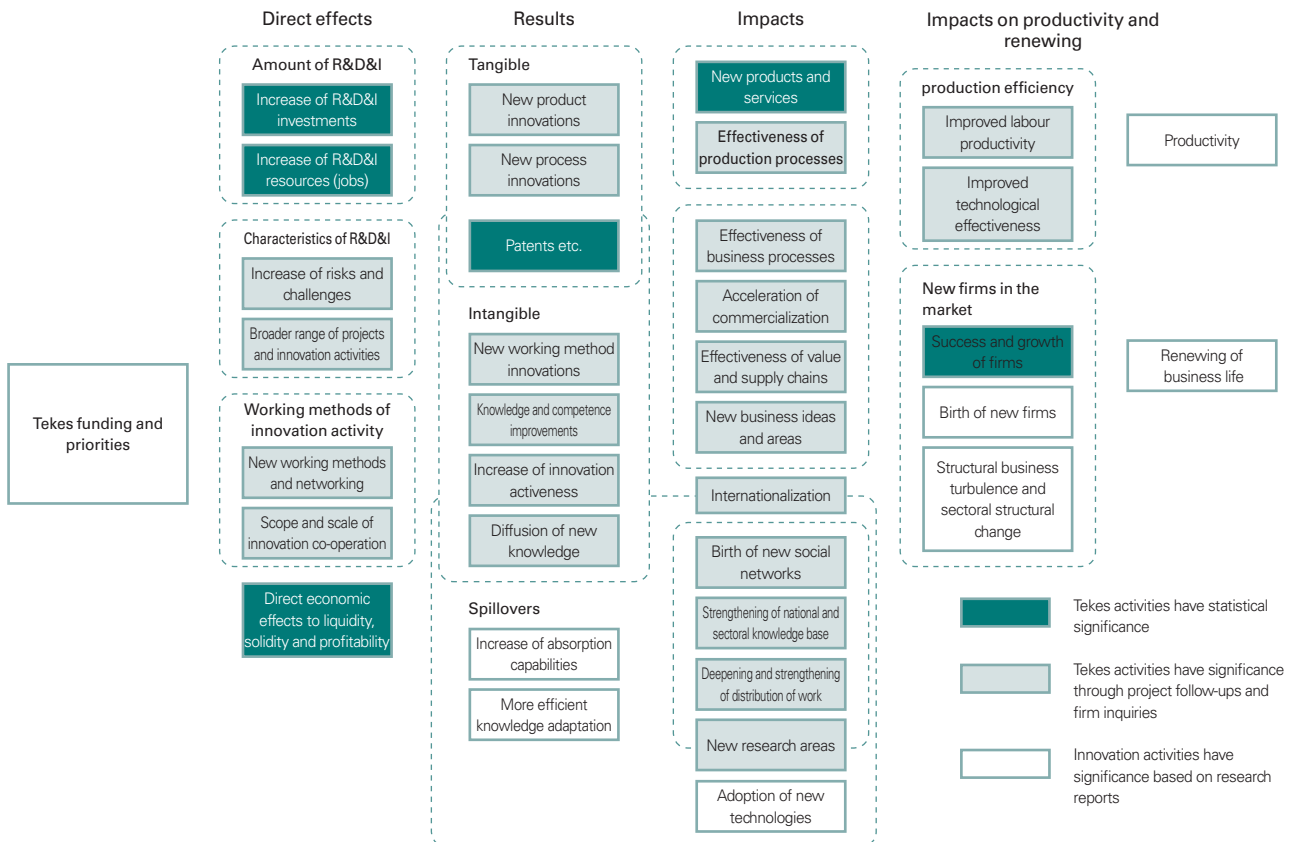 Direct effects
Results
Impacts
Impacts on productivity and
renewing
Takes funding and
priorities
Amount of R&D&I
Increase of R&D&I
investments
Increase of R&D&I
resources (jobs)
Characteristics of R&D&I
Increase of risks and
challenges
Broader range of projects
and innovation activities
Working methods of
innovation activity
New working methods
and networking
Scope and scale of
innovation co-operation
Direct economic
effects to liquidity,
solidity and profitability
Tangible
New product
innovations
New process
innovations
Patents etc.
Intangible
New working method
innovations
Knowledge and competence
improvements
Increase of innovation
activeness
Diffusion of new
knowledge
Spillovers
Increase of absorption
capabilities
More efficient
knowledge adaptation
New products and
services
Effectiveness of
production processes
Effectiveness of
business processes
Acceleration of
commercialization
Effectiveness of value
and supply chains
New business ideas
and areas
Internationalization
Birth of new social
networks
Strengthening of national and
sectoral knowledge base
Deepening and strengthening
of distribution of work
New research areas
Adoption of new
technologies
production efficiency
Improved labour
productivity
Improved
technological
effectiveness
New firms in the
market
Success and growth
of firms
Birth of new firms
Structural business
turbulence and
sectoral structural
change
Productivity
Renewing of
business life
Tekes activities have statistical
significance
Tekes activities have significance
through project follow-ups and
firm inquiries
Innovation activities have
significance based on research
reports